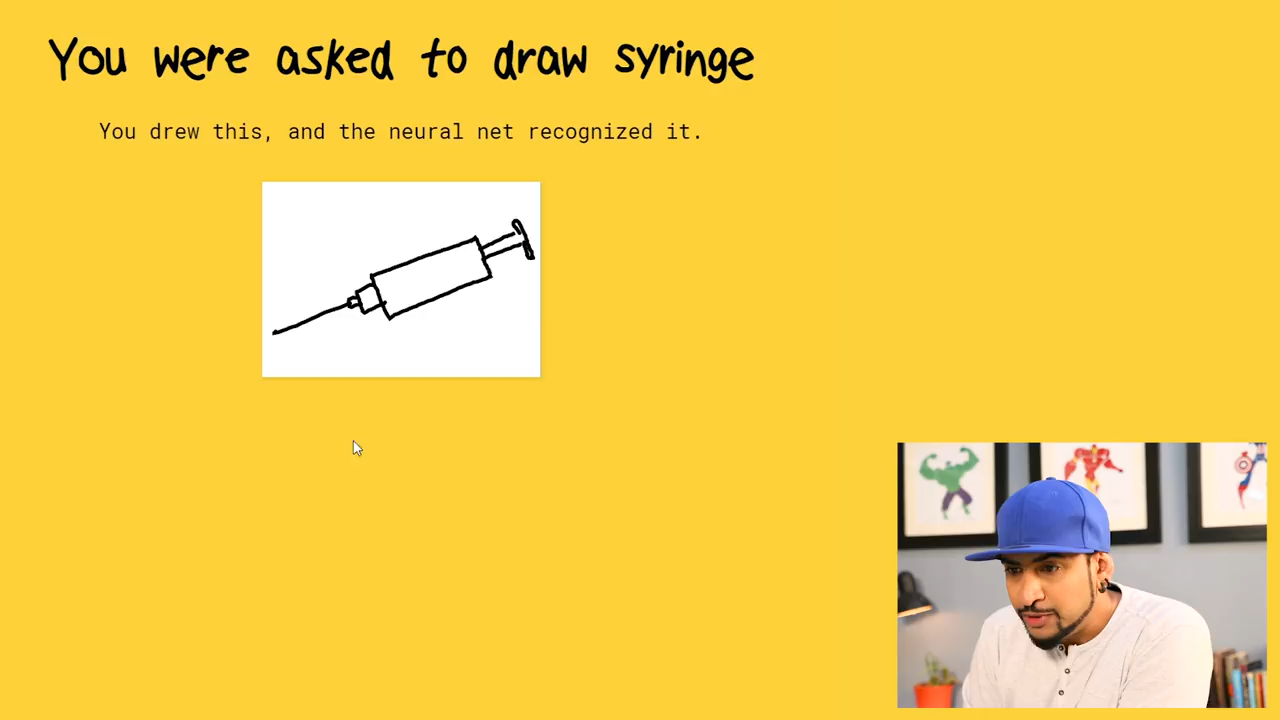 You were asked to draw syringe
You drew this, and the neural net recognized it.